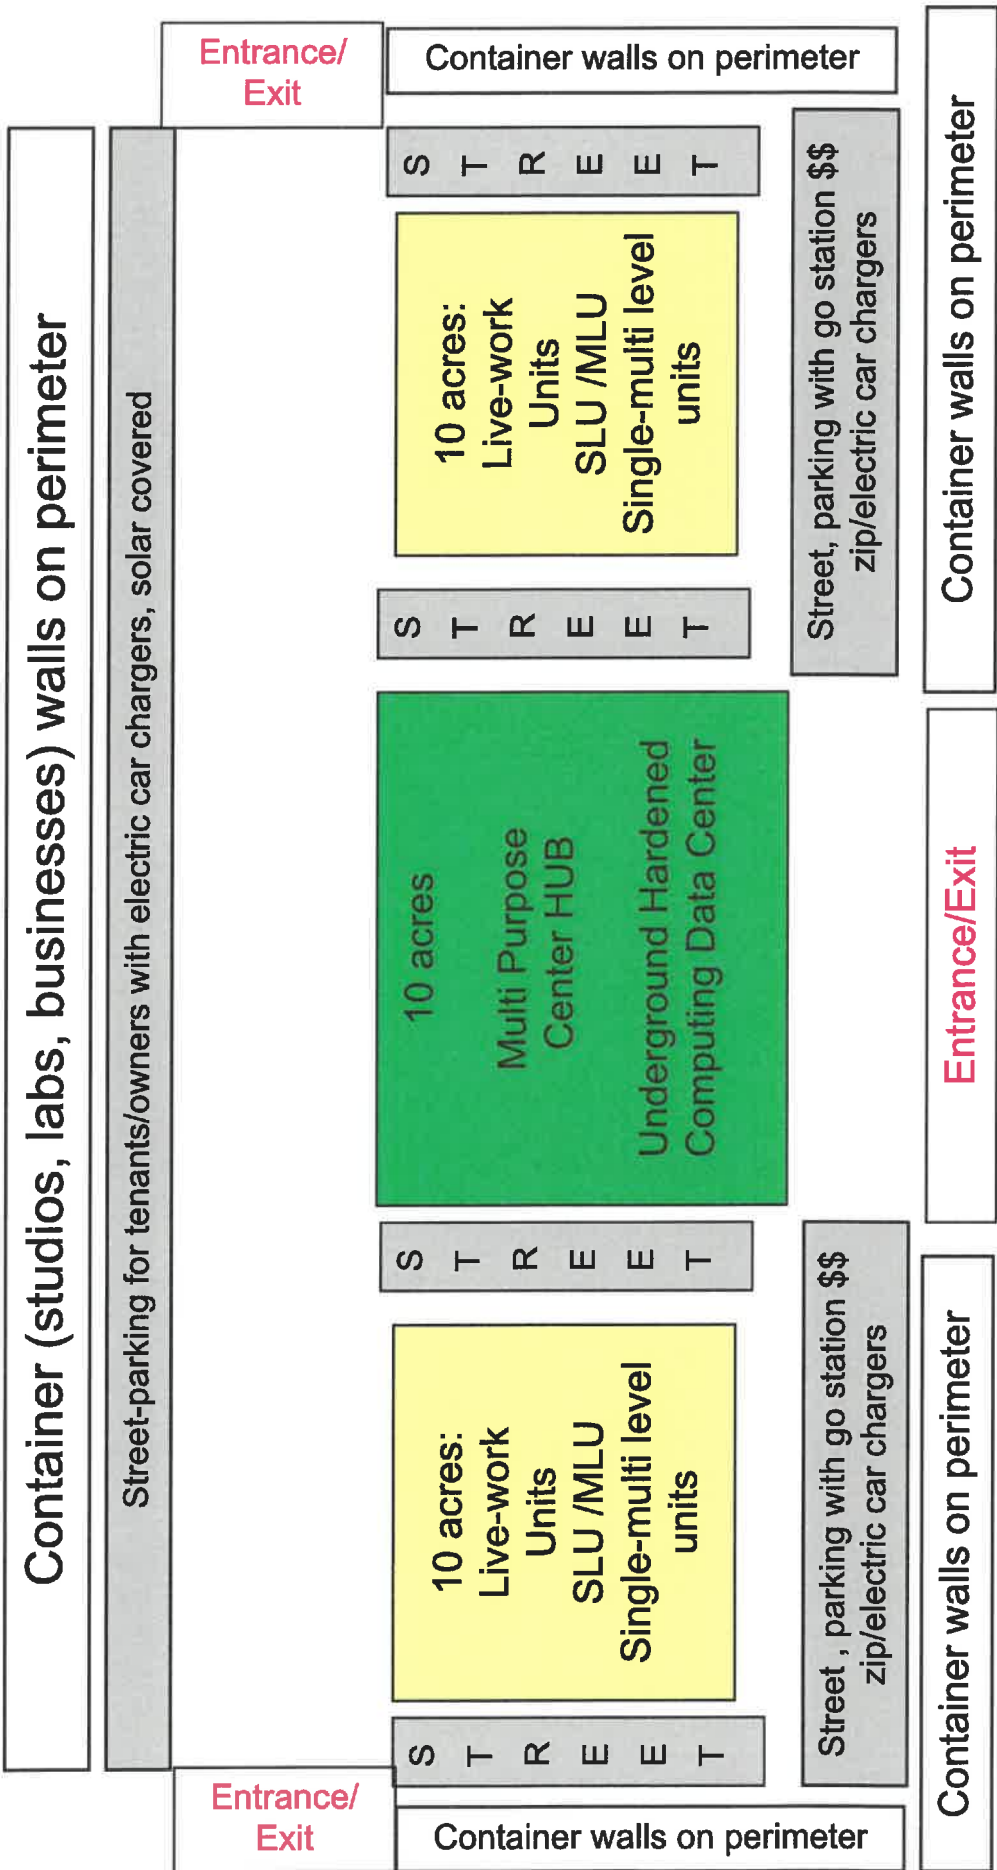 Container (studios, labs, businesses) walls on perimeter
Street-parking for tenants/owners with electric car chargers, solar covered
Entrance/
Exit
Container walls on perimeter
S T R E E T
10 acres:
Live-work
Units
SLU /MLU
Single-multi level
units
S T R E E T
10 acres
Multi Purpose
Center HUB
Underground Hardened
Computing Data Center
S T R E E T
10 acres:
Live-work
Units
SLU /MLU
Single-multi level
units
S T R E E T
Entrance/
Exit
Container walls on perimeter
Street , parking with go station $$
zip/electric car chargers
Street, parking with go station $$
zip/electric car chargers
Container walls on perimeter
Entrance/Exit
Container walls on perimeter